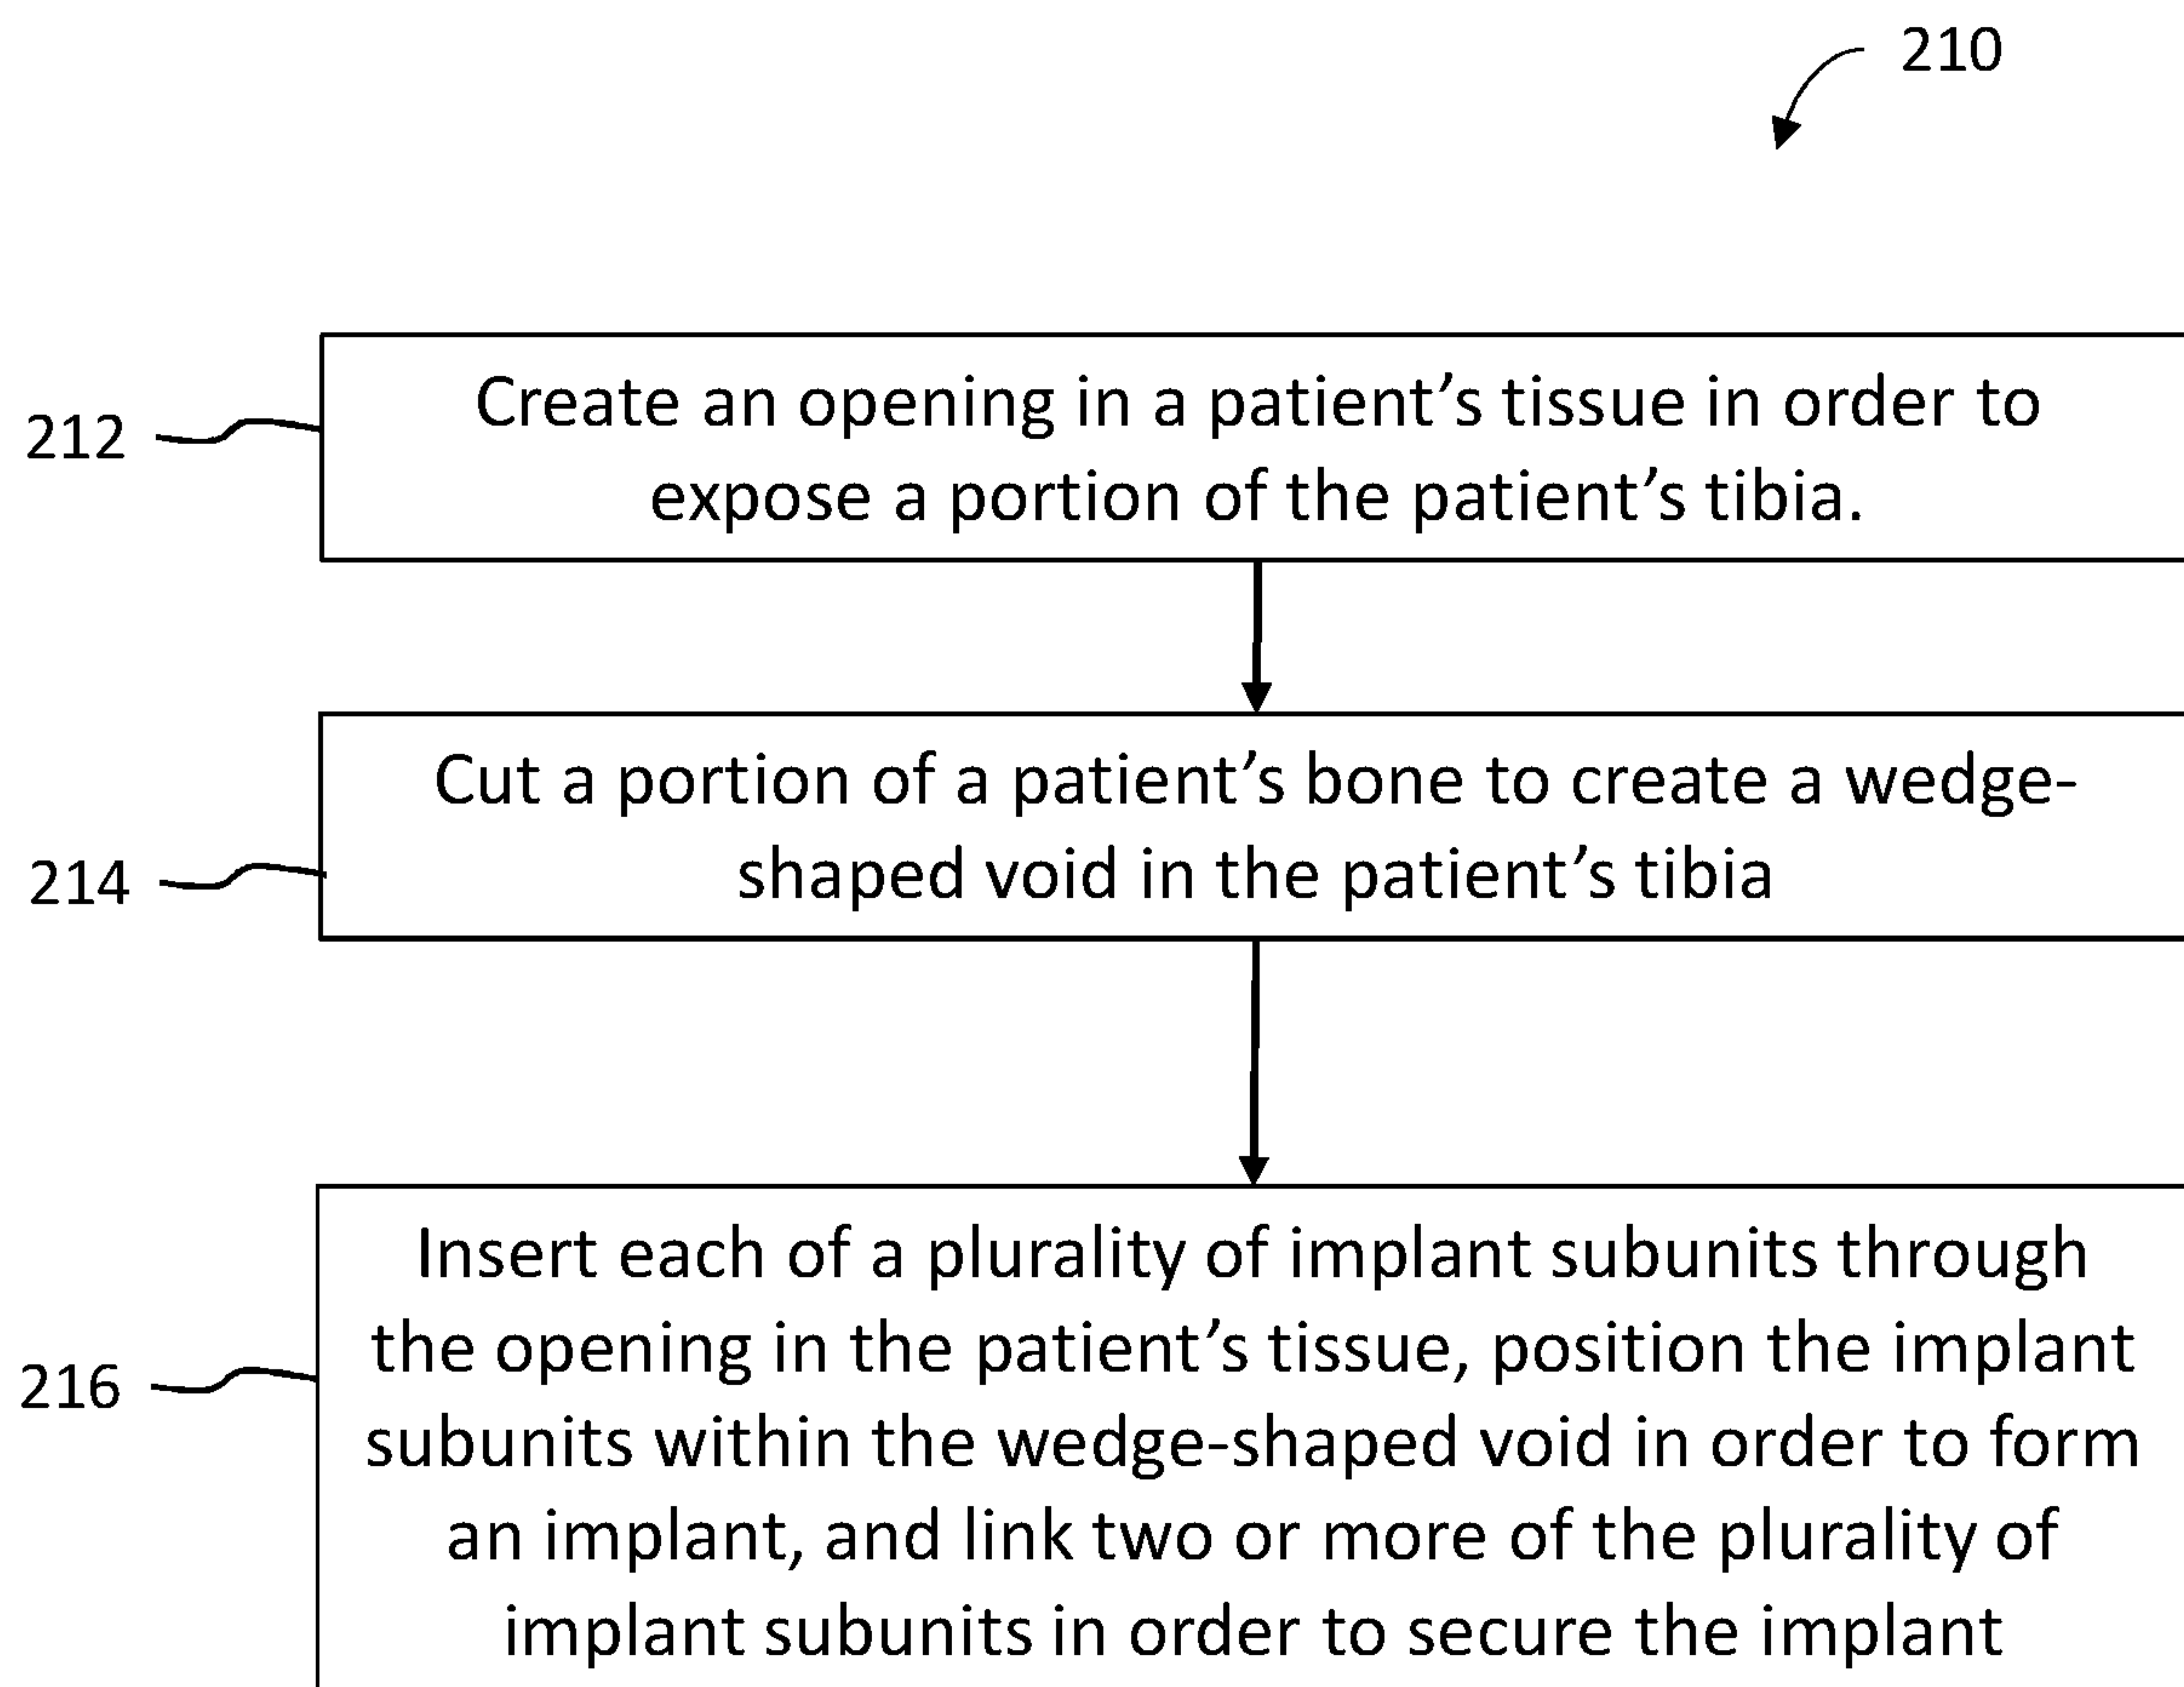 210
212
Create an opening in a patient’s tissue in order to
expose a portion of the patient’s tibia.
214
Cut a portion of a patient’s bone to create a wedge-
shaped void in the patient’s tibia
216
Insert each of a plurality of implant subunits through
the opening in the patient’s tissue, position the implant
subunits within the wedge-shaped void in order to form
an implant, and link two or more of the plurality of
implant subunits in order to secure the implant